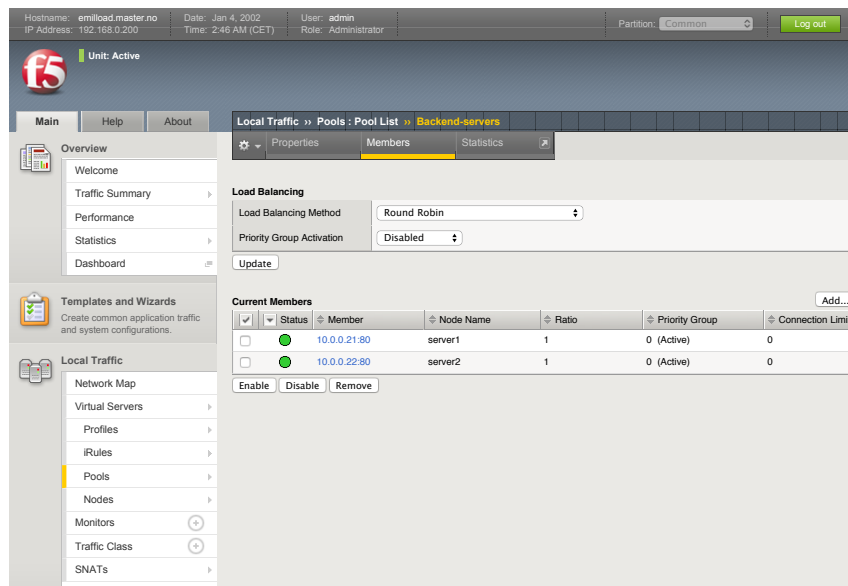 Hostname: emilload.master.no Date: Jan 4, 2002 User: admin
IP Address: 192.168.0.200 Time: 2:46 AM (CET) Role: Administrator
Partition: Common Log out
f5
Unit: Active
Main Help About
Local Traffic ›› Pools : Pool List ›› Backend-servers
Properties Members Statistics
Overview
Welcome
Traffic Summary
Performance
Statistics
Dashboard
Templates and Wizards
Create common application traffic
and system configurations.
Local Traffic
Network Map
Virtual Servers
Profiles
iRules
Pools
Nodes
Monitors
Traffic Class
SNATs
Load Balancing
Load Balancing Method Round Robin
Priority Group Activation Disabled
Update
Current Members Add...
Status Member Node Name Ratio Priority Group Connection Limi
10.0.0.21:80 server1 1 0 (Active) 0
10.0.0.22:80 server2 1 0 (Active) 0
Enable Disable Remove